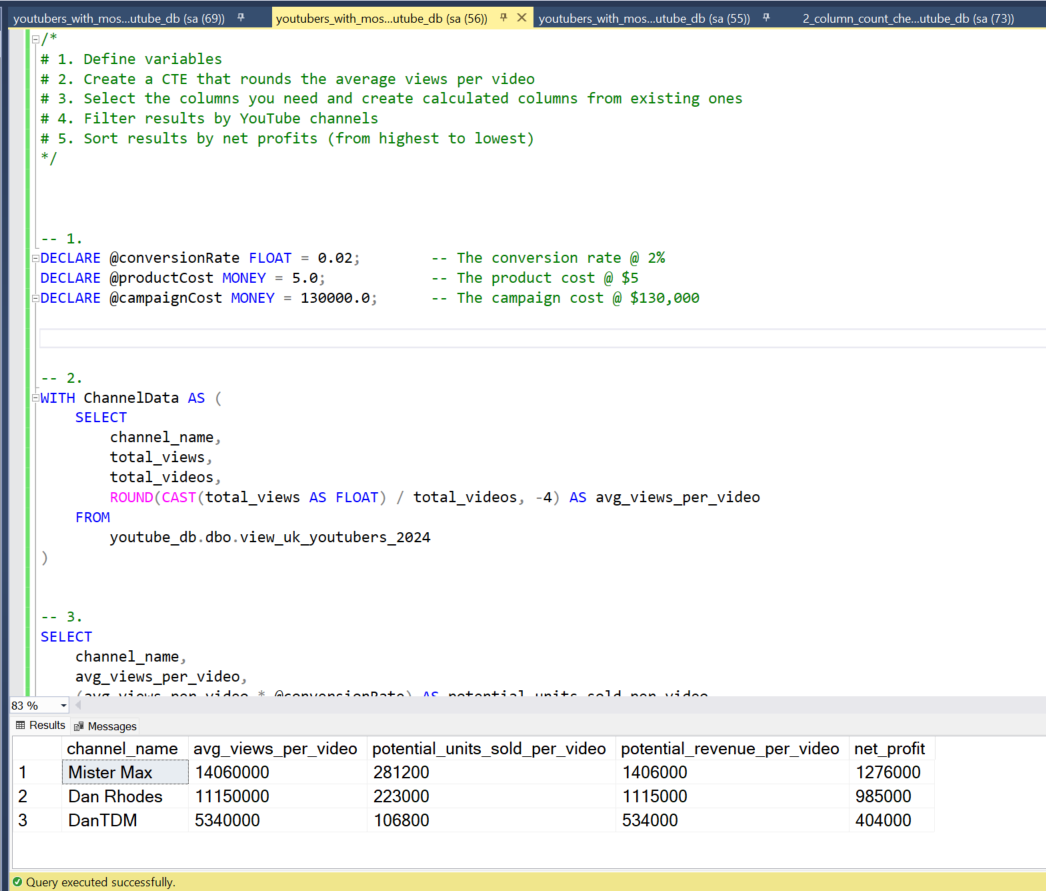 youtubers_with_mos...utube_db (sa (69)) youtubers_with_mos...utube_db (sa (56)) youtubers_with_mos...utube_db (sa (55)) 2_column_count_che...utube_db (sa (73))
/*
# 1. Define variables
# 2. Create a CTE that rounds the average views per video
# 3. Select the columns you need and create calculated columns from existing ones
# 4. Filter results by YouTube channels
# 5. Sort results by net profits (from highest to lowest)
*/
-- 1.
DECLARE @conversionRate FLOAT = 0.02; -- The conversion rate @ 2%
DECLARE @productCost MONEY = 5.0; -- The product cost @ $5
DECLARE @campaignCost MONEY = 130000.0; -- The campaign cost @ $130,000
-- 2.
WITH ChannelData AS (
SELECT
channel_name,
total_views,
total_videos,
ROUND(CAST(total_views AS FLOAT) / total_videos, -4) AS avg_views_per_video
FROM
youtube_db.dbo.view_uk_youtubers_2024
)
-- 3.
SELECT
channel_name,
avg_views_per_video,
(avg_views_per_video * @conversionRate) AS potential_units_sold_per_video
83 %
Results Messages
channel_name avg_views_per_video potential_units_sold_per_video potential_revenue_per_video net_profit
1 Mister Max 14060000 281200 1406000 1276000
2 Dan Rhodes 11150000 223000 1115000 985000
3 DanTDM 5340000 106800 534000 404000
Query executed successfully.